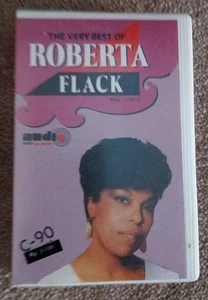 THE VERY BEST OF
ROBERTA
FLACK
audio
C-90